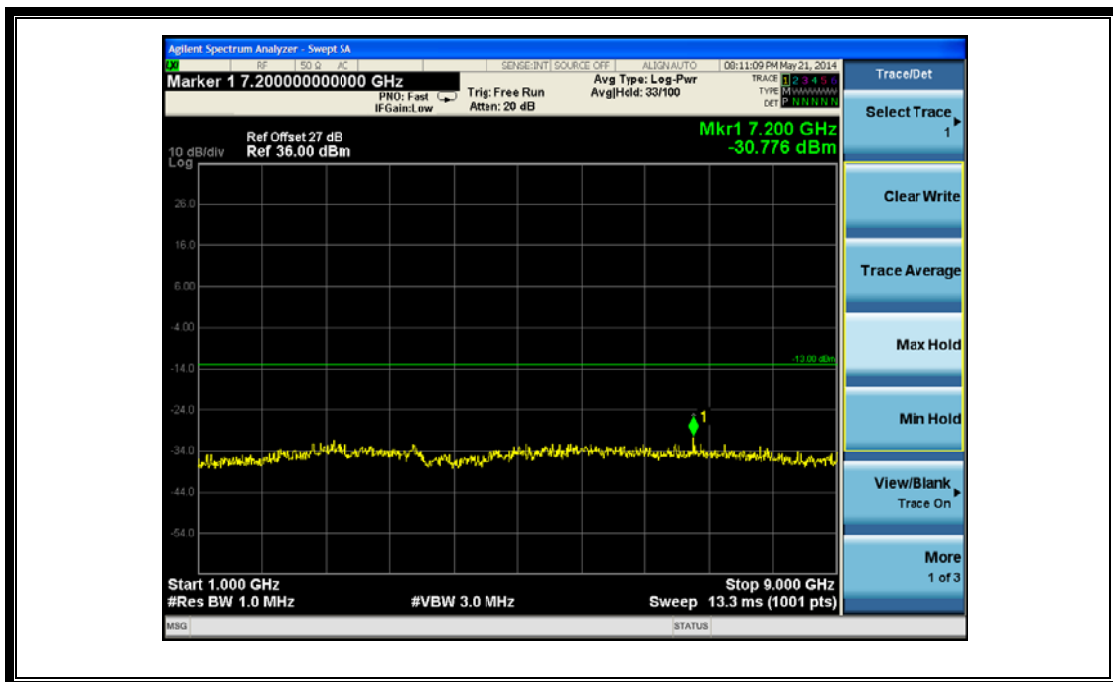 Agilent Spectrum Analyzer - Swept SA
LXI RF 50 Ω AC SENSE:INT SOURCE OFF ALIGN AUTO 08:11:09 PM May 21, 2014
Marker 1 7.200000000000 GHz
PNO: Fast
IFGain:Low
Trig: Free Run
Atten: 20 dB
Avg Type: Log-Pwr
Avg|Hold: 33/100
TRACE 1 2 3 4 5 6
TYPE MWWWWW
DET P NNNNN
Mkr1 7.200 GHz
-30.776 dBm
Ref Offset 27 dB
10 dB/div Ref 36.00 dBm
Log
26.0
16.0
6.00
-4.00
-13.00 dBm
-14.0
-24.0
1
-34.0
-44.0
-54.0
Start 1.000 GHz
Stop 9.000 GHz
#Res BW 1.0 MHz
#VBW 3.0 MHz
Sweep 13.3 ms (1001 pts)
MSG
STATUS
Trace/Det
Select Trace
1
Clear Write
Trace Average
Max Hold
Min Hold
View/Blank
Trace On
More
1 of 3